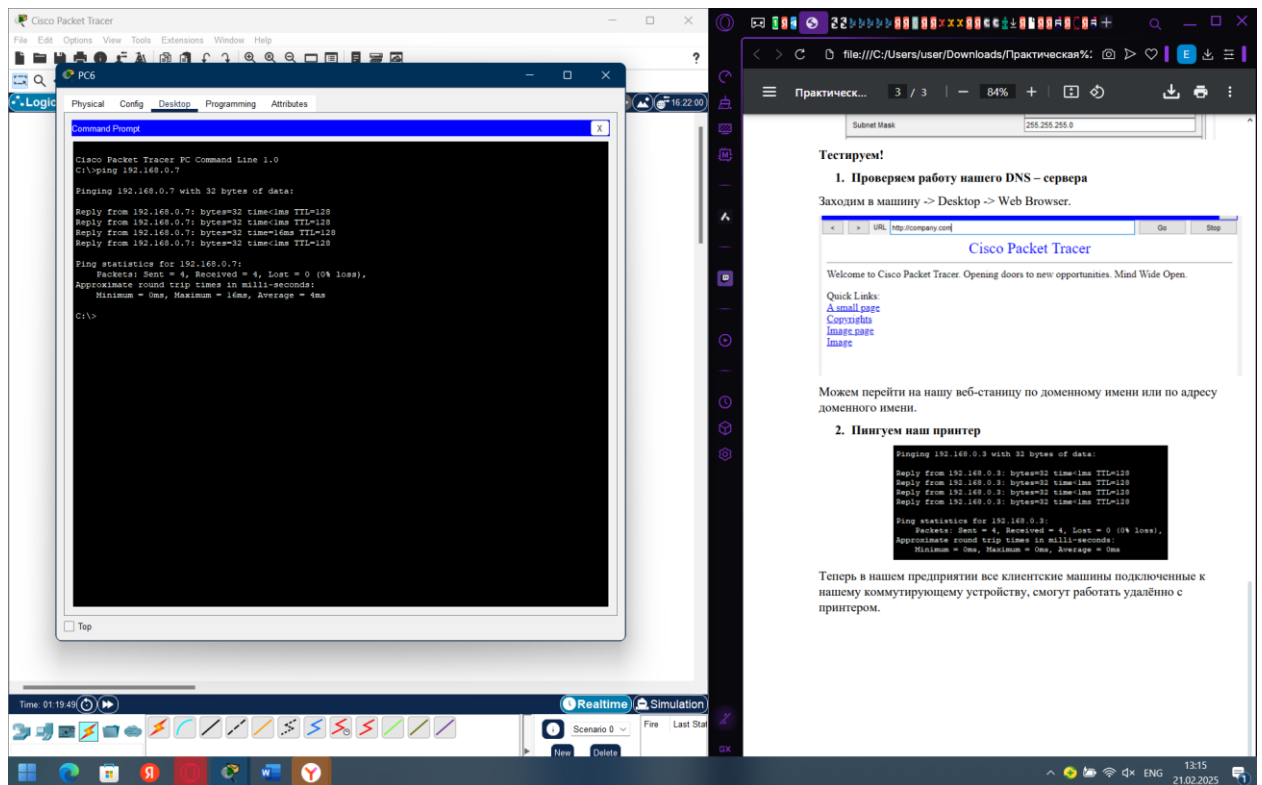 Cisco Packet Tracer
File Edit Options View Tools Extensions Window Help
?
PC6
Logic
16:22:00
Physical Config Desktop Programming Attributes
Command Prompt
X
Cisco Packet Tracer PC Command Line 1.0
C:\>ping 192.168.0.7
Pinging 192.168.0.7 with 32 bytes of data:
Reply from 192.168.0.7: bytes=32 time<1ms TTL=128
Reply from 192.168.0.7: bytes=32 time<1ms TTL=128
Reply from 192.168.0.7: bytes=32 time=16ms TTL=128
Reply from 192.168.0.7: bytes=32 time<1ms TTL=128
Ping statistics for 192.168.0.7:
Packets: Sent = 4, Received = 4, Lost = 0 (0% loss),
Approximate round trip times in milli-seconds:
Minimum = 0ms, Maximum = 16ms, Average = 4ms
C:\>
Top
Time: 01:19:49
Realtime
Simulation
Scenario 0
Fire Last Stat
New Delete
file:///C:/Users/user/Downloads/Практическая%:
E
Практическ...
3 / 3
84%
Subnet Mask 255.255.255.0
Тестируем!
1. Проверяем работу нашего DNS – сервера
Заходим в машину -> Desktop -> Web Browser.
< > URL http://company.com Go Stop
Cisco Packet Tracer
Welcome to Cisco Packet Tracer. Opening doors to new opportunities. Mind Wide Open.
Quick Links:
A small page
Copyrights
Image page
Image
Можем перейти на нашу веб-станицу по доменному имени или по адресу
доменного имени.
2. Пингуем наш принтер
Pinging 192.168.0.3 with 32 bytes of data:
Reply from 192.168.0.3: bytes=32 time<1ms TTL=128
Reply from 192.168.0.3: bytes=32 time<1ms TTL=128
Reply from 192.168.0.3: bytes=32 time<1ms TTL=128
Reply from 192.168.0.3: bytes=32 time<1ms TTL=128
Ping statistics for 192.168.0.3:
Packets: Sent = 4, Received = 4, Lost = 0 (0% loss),
Approximate round trip times in milli-seconds:
Minimum = 0ms, Maximum = 0ms, Average = 0ms
Теперь в нашем предприятии все клиентские машины подключенные к
нашему коммутирующему устройству, смогут работать удалённо с
принтером.
GX
ENG
13:15
21.02.2025